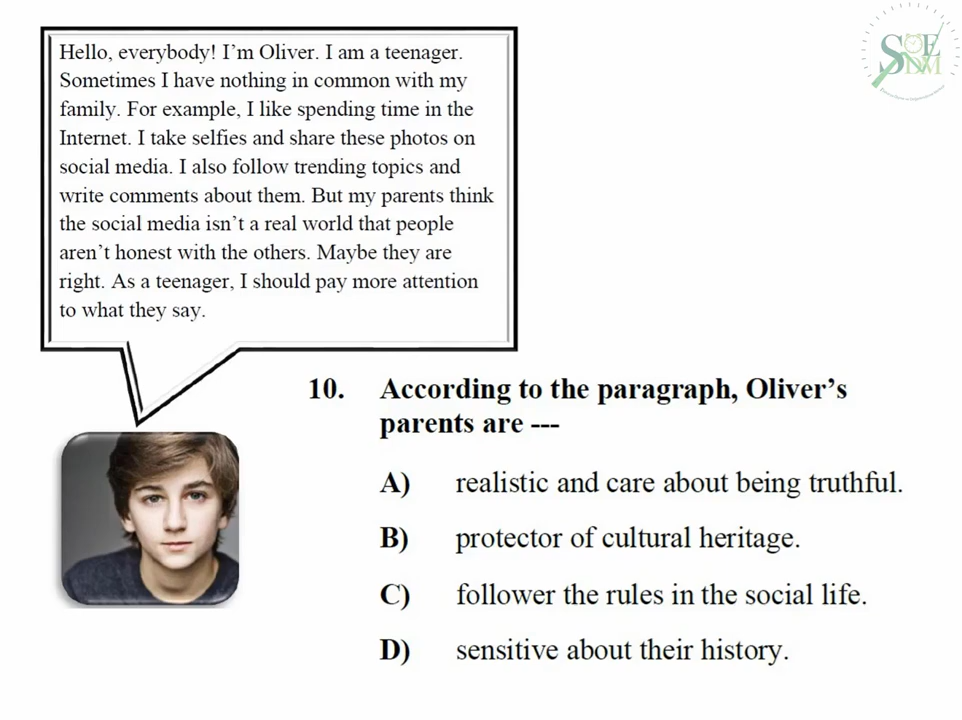 Hello, everybody! I'm Oliver. I am a teenager.
Sometimes I have nothing in common with my
family. For example, I like spending time in the
Internet. I take selfies and share these photos on
social media. I also follow trending topics and
write comments about them. But my parents think
the social media isn't a real world that people
aren't honest with the others. Maybe they are
right. As a teenager, I should pay more attention
to what they say.
10. According to the paragraph, Oliver's
parents are ---
A) realistic and care about being truthful.
B) protector of cultural heritage.
C) follower the rules in the social life.
D) sensitive about their history.